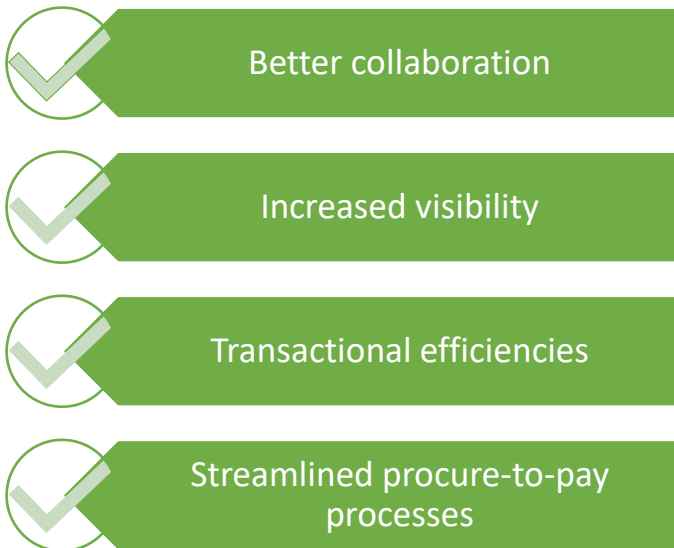 Better collaboration
Increased visibility
Transactional efficiencies
Streamlined procure-to-pay
processes